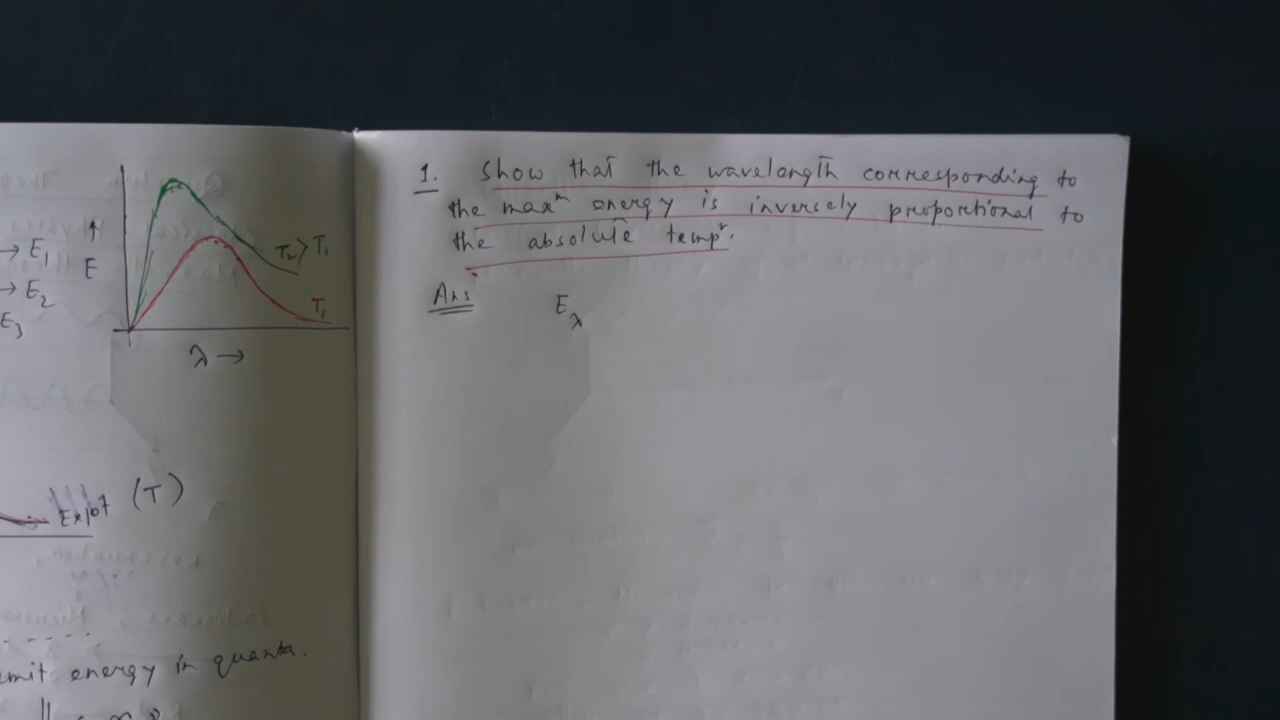 → E₁
→ E₂
E₃
↑
E
T₂ > T₁
T₁
λ →
Expt (T)
emit energy in quanta.
1. Show that the wavelength corresponding to
the maxᵐ energy is inversely proportional to
the absolute tempʳ.
Ans E_λ